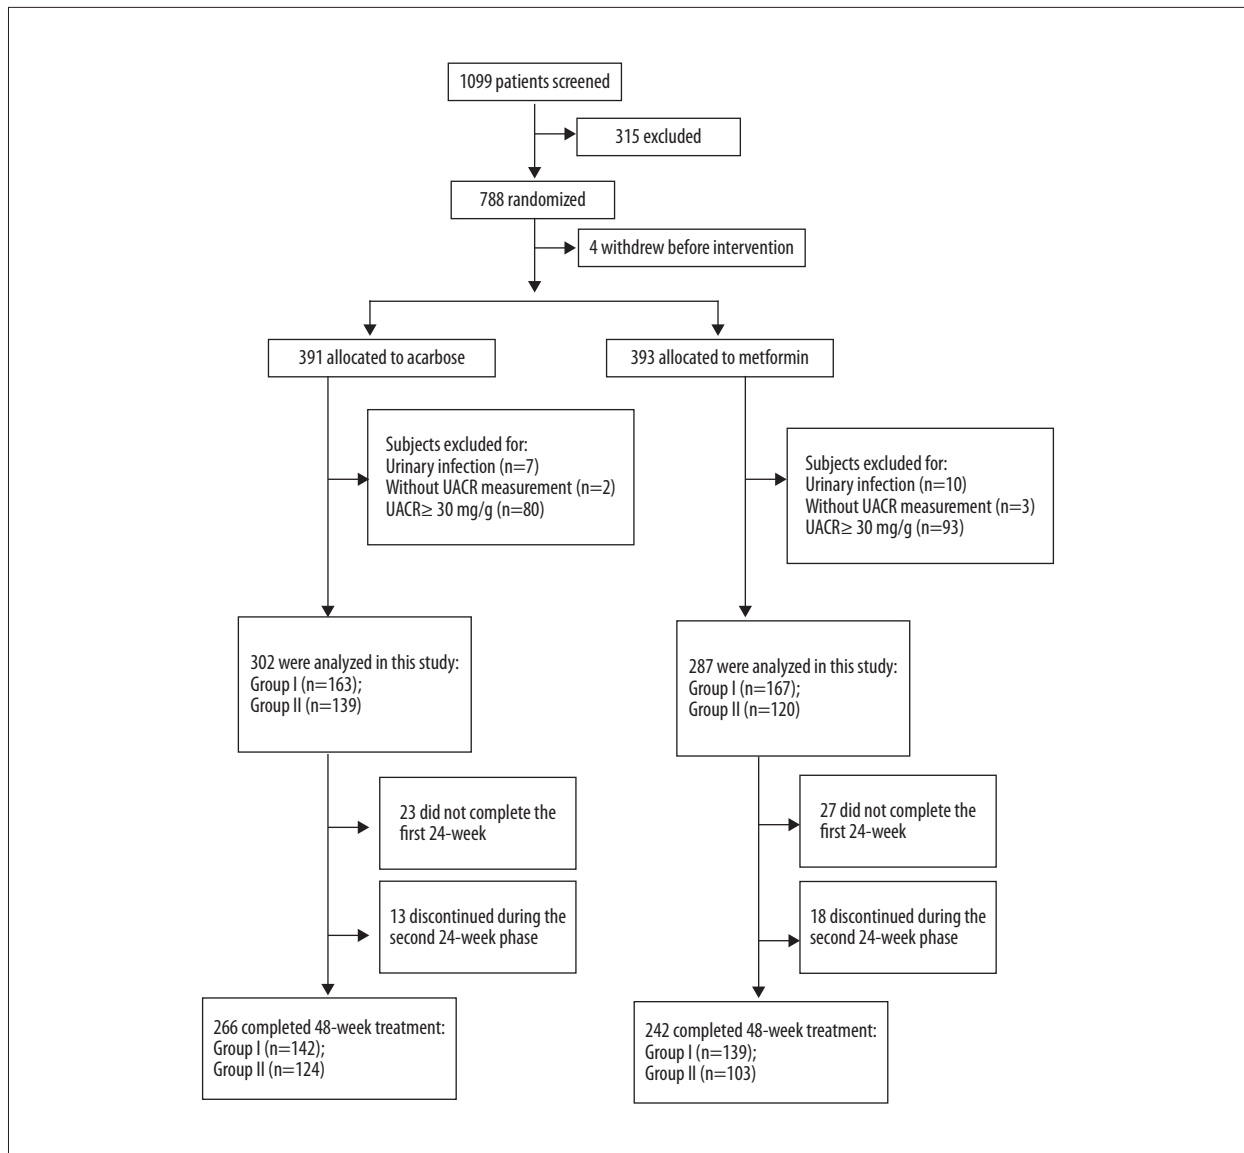 1099 patients screened
315 excluded
788 randomized
4 withdrew before intervention
391 allocated to acarbose
393 allocated to metformin
Subjects excluded for:
Urinary infection (n=7)
Without UACR measurement (n=2)
UACR≥ 30 mg/g (n=80)
Subjects excluded for:
Urinary infection (n=10)
Without UACR measurement (n=3)
UACR≥ 30 mg/g (n=93)
302 were analyzed in this study:
Group I (n=163);
Group II (n=139)
287 were analyzed in this study:
Group I (n=167);
Group II (n=120)
23 did not complete the
first 24-week
27 did not complete the
first 24-week
13 discontinued during the
second 24-week phase
18 discontinued during the
second 24-week phase
266 completed 48-week treatment:
Group I (n=142);
Group II (n=124)
242 completed 48-week treatment:
Group I (n=139);
Group II (n=103)